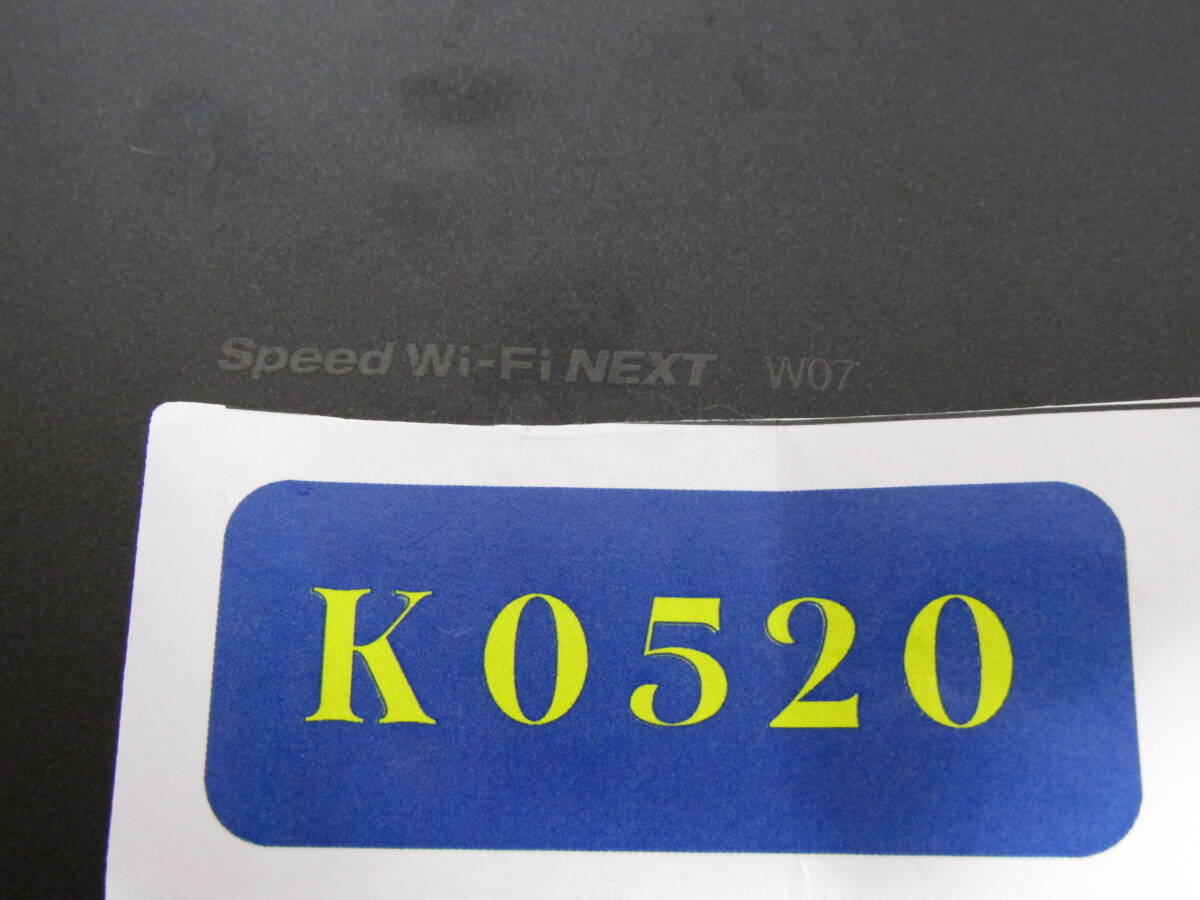 Speed Wi-Fi NEXT W07
K0520